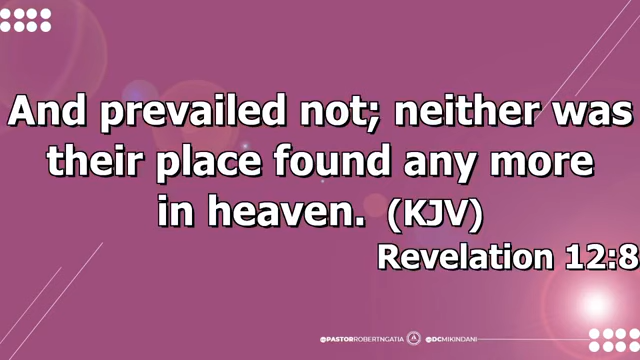 And prevailed not; neither was
their place found any more
in heaven. (KJV)
Revelation 12:8
@PASTORROBERTNGATIA @DCMIKINDANI